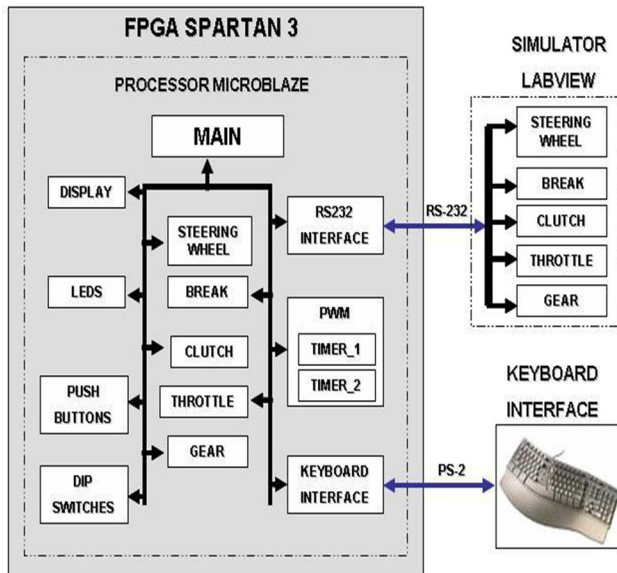 FPGA SPARTAN 3
PROCESSOR MICROBLAZE
MAIN
DISPLAY
STEERING
WHEEL
LEDS
BREAK
CLUTCH
PUSH
BUTTONS
THROTTLE
GEAR
DIP
SWITCHES
RS232
INTERFACE
PWM
TIMER_1
TIMER_2
KEYBOARD
INTERFACE
RS-232
PS-2
SIMULATOR
LABVIEW
STEERING
WHEEL
BREAK
CLUTCH
THROTTLE
GEAR
KEYBOARD
INTERFACE